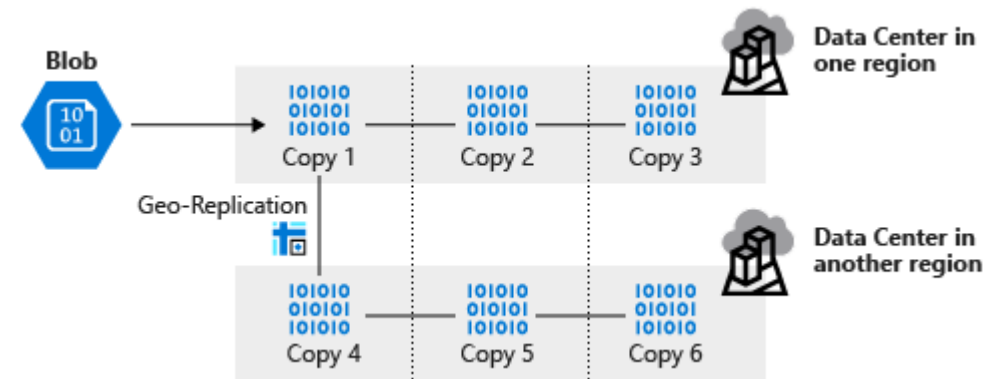 Blob
10
01
Data Center in
one region
101010
010101
101010
Copy 1
101010
010101
101010
Copy 2
101010
010101
101010
Copy 3
Geo-Replication
Data Center in
another region
101010
010101
101010
Copy 4
101010
010101
101010
Copy 5
101010
010101
101010
Copy 6